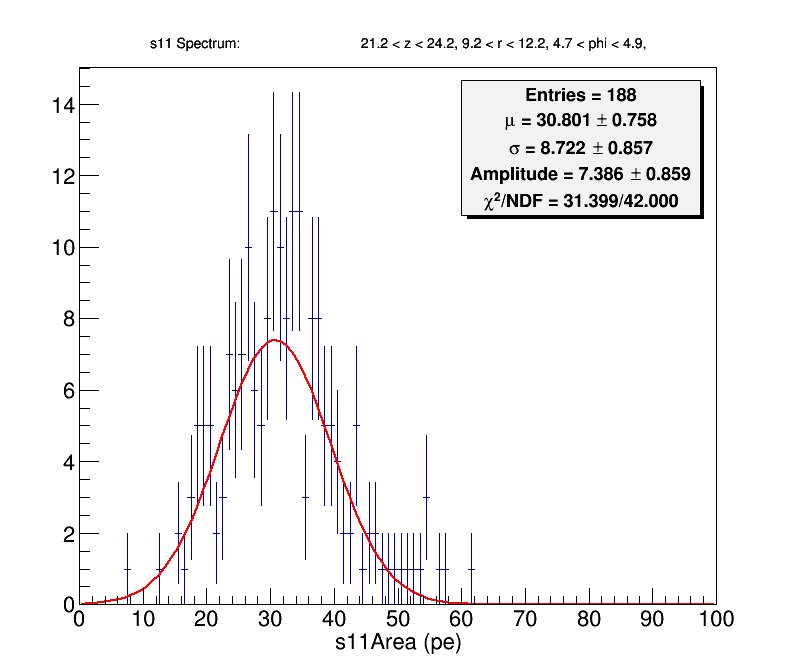 s11 Spectrum: 21.2 < z < 24.2, 9.2 < r < 12.2, 4.7 < phi < 4.9,
Entries = 188
μ = 30.801 ± 0.758
σ = 8.722 ± 0.857
Amplitude = 7.386 ± 0.859
χ²/NDF = 31.399/42.000
14
12
10
8
6
4
2
0
0 10 20 30 40 50 60 70 80 90 100
s11Area (pe)